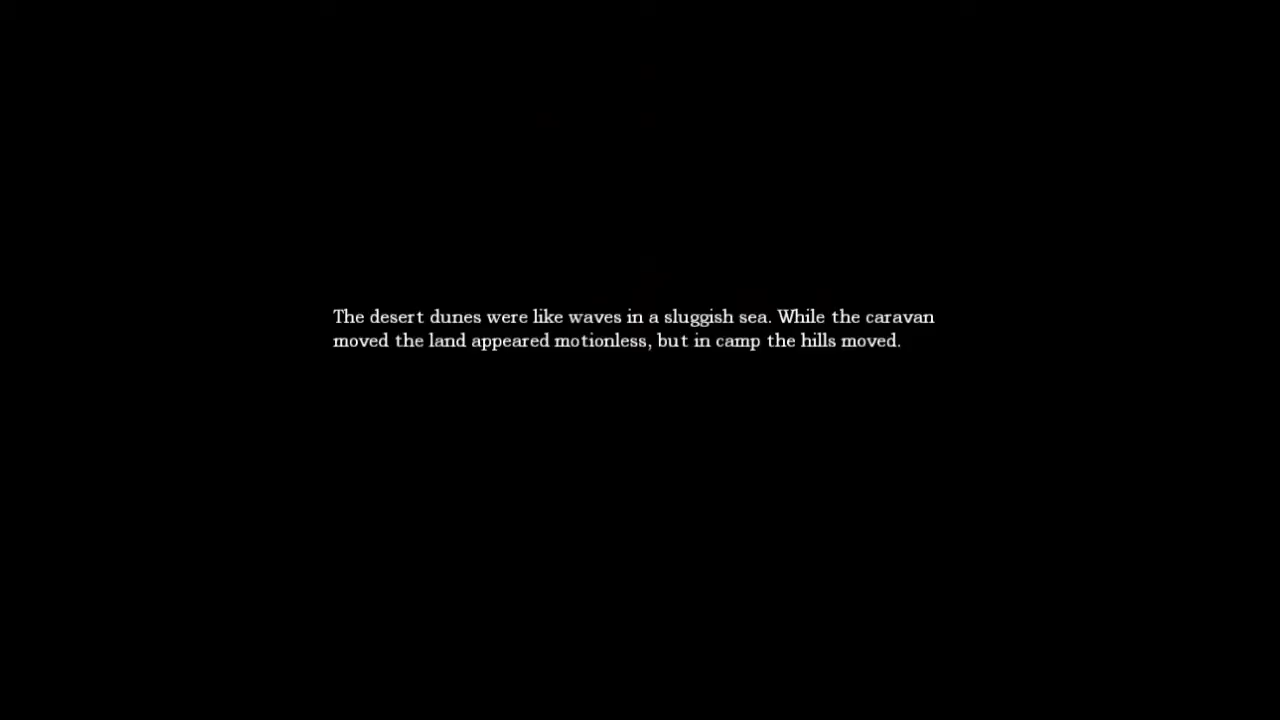 The desert dunes were like waves in a sluggish sea. While the caravan
moved the land appeared motionless, but in camp the hills moved.